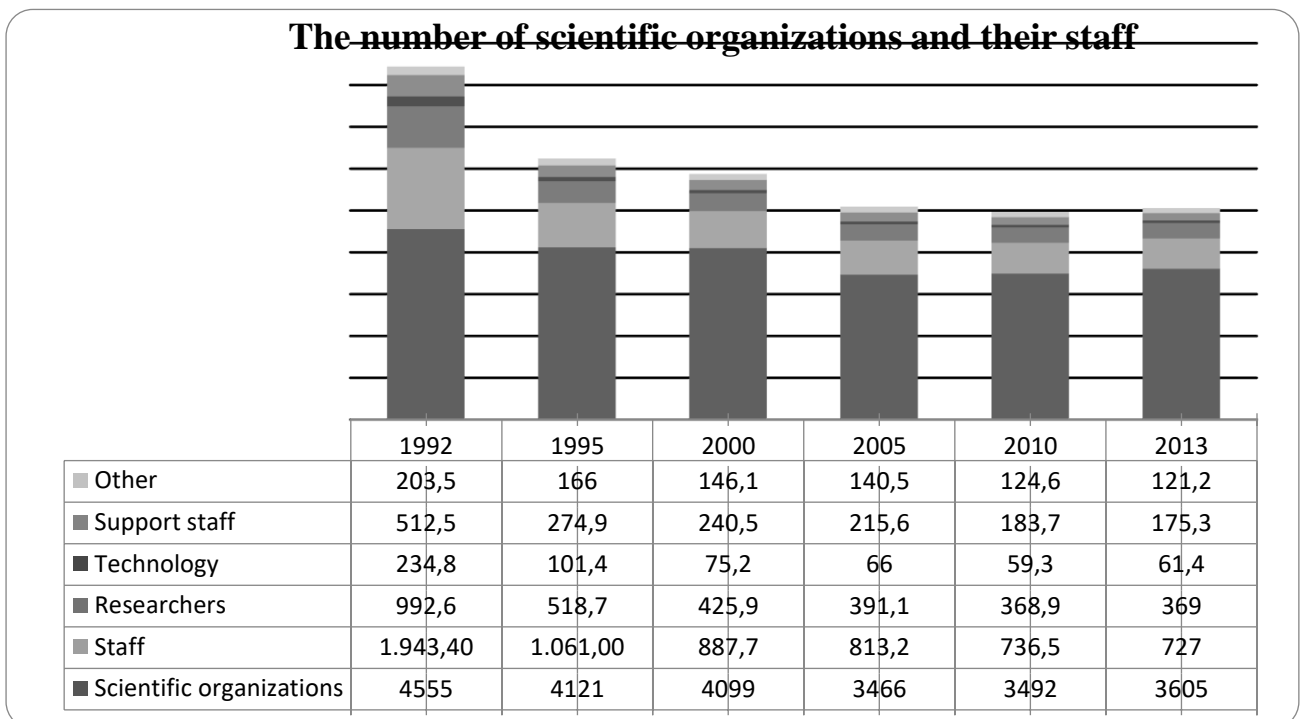 The number of scientific organizations and their staff
1992 1995 2000 2005 2010 2013
Other 203,5 166 146,1 140,5 124,6 121,2
Support staff 512,5 274,9 240,5 215,6 183,7 175,3
Technology 234,8 101,4 75,2 66 59,3 61,4
Researchers 992,6 518,7 425,9 391,1 368,9 369
Staff 1.943,40 1.061,00 887,7 813,2 736,5 727
Scientific organizations 4555 4121 4099 3466 3492 3605